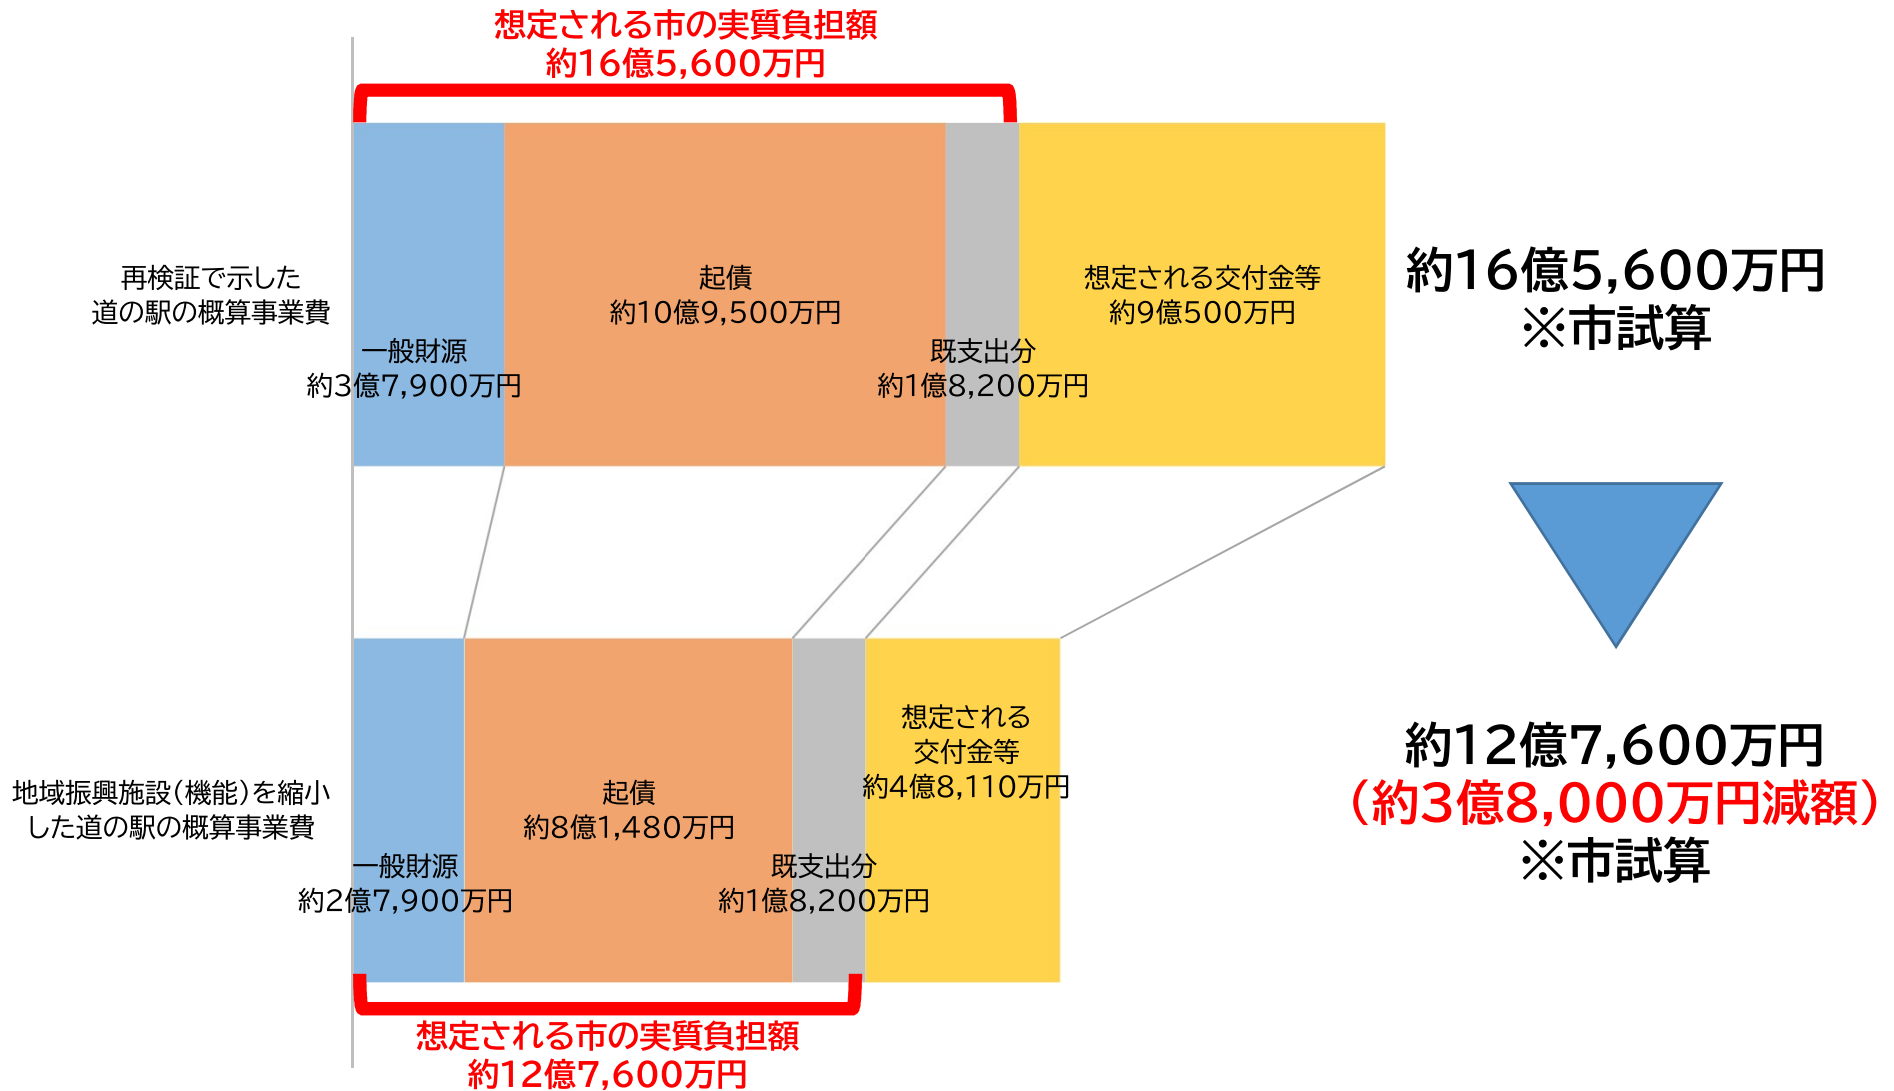 想定される市の実質負担額
約16億5,600万円
再検証で示した
道の駅の概算事業費
一般財源
約3億7,900万円
起債
約10億9,500万円
既支出分
約1億8,200万円
想定される交付金等
約9億500万円
約16億5,600万円
※市試算
地域振興施設（機能）を縮小
した道の駅の概算事業費
一般財源
約2億7,900万円
起債
約8億1,480万円
既支出分
約1億8,200万円
想定される
交付金等
約4億8,110万円
約12億7,600万円
（約3億8,000万円減額）
※市試算
想定される市の実質負担額
約12億7,600万円